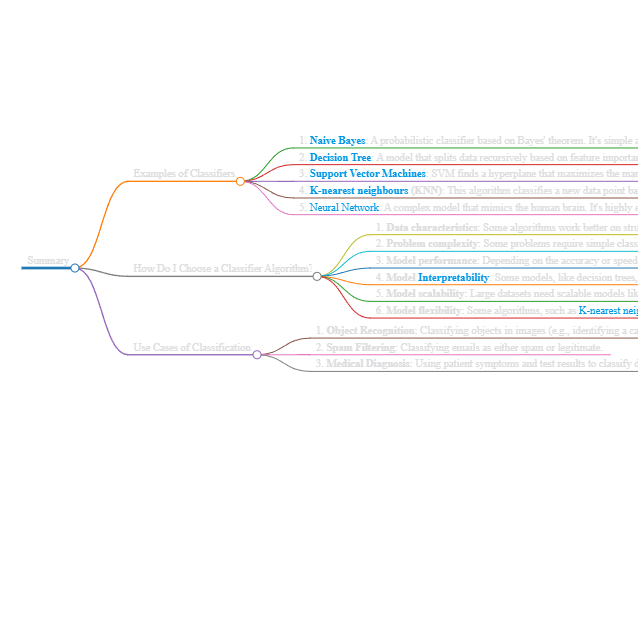 1. Naive Bayes: A probabilistic classifier based on Bayes' theorem. It's simple a
Examples of Classifiers
2. Decision Tree: A model that splits data recursively based on feature importan
3. Support Vector Machines: SVM finds a hyperplane that maximizes the mar
4. K-nearest neighbours (KNN): This algorithm classifies a new data point ba
5. Neural Network: A complex model that mimics the human brain. It's highly e
Summary
How Do I Choose a Classifier Algorithm?
1. Data characteristics: Some algorithms work better on stru
2. Problem complexity: Some problems require simple class
3. Model performance: Depending on the accuracy or speed
4. Model Interpretability: Some models, like decision trees,
5. Model scalability: Large datasets need scalable models lik
6. Model flexibility: Some algorithms, such as K-nearest neig
Use Cases of Classification
1. Object Recognition: Classifying objects in images (e.g., identifying a ca
2. Spam Filtering: Classifying emails as either spam or legitimate.
3. Medical Diagnosis: Using patient symptoms and test results to classify d